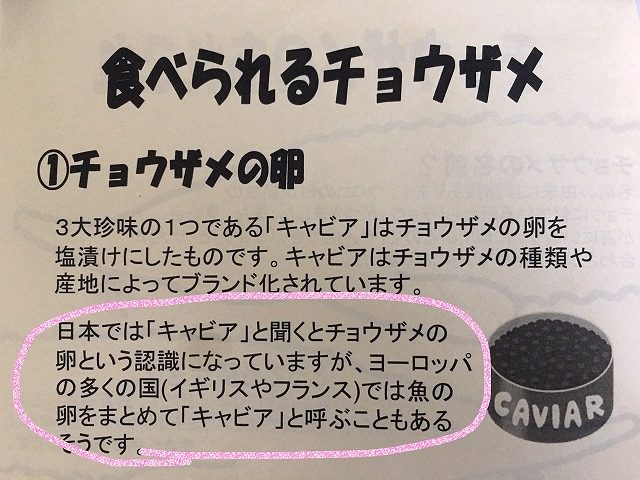 食べられるチョウザメ
①チョウザメの卵
3大珍味の1つである「キャビア」はチョウザメの卵を
塩漬けにしたものです。キャビアはチョウザメの種類や
産地によってブランド化されています。
日本では「キャビア」と聞くとチョウザメの
卵という認識になっていますが、ヨーロッパ
の多くの国(イギリスやフランス)では魚の
卵をまとめて「キャビア」と呼ぶこともある
そうです。
CAVIAR